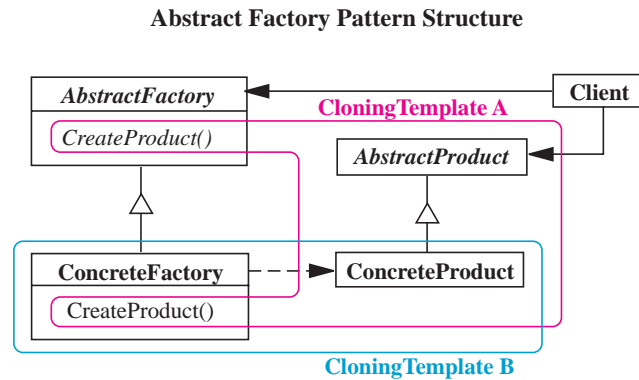 Abstract Factory Pattern Structure
AbstractFactory
Client
CloningTemplate A
CreateProduct()
AbstractProduct
ConcreteFactory
ConcreteProduct
CreateProduct()
CloningTemplate B